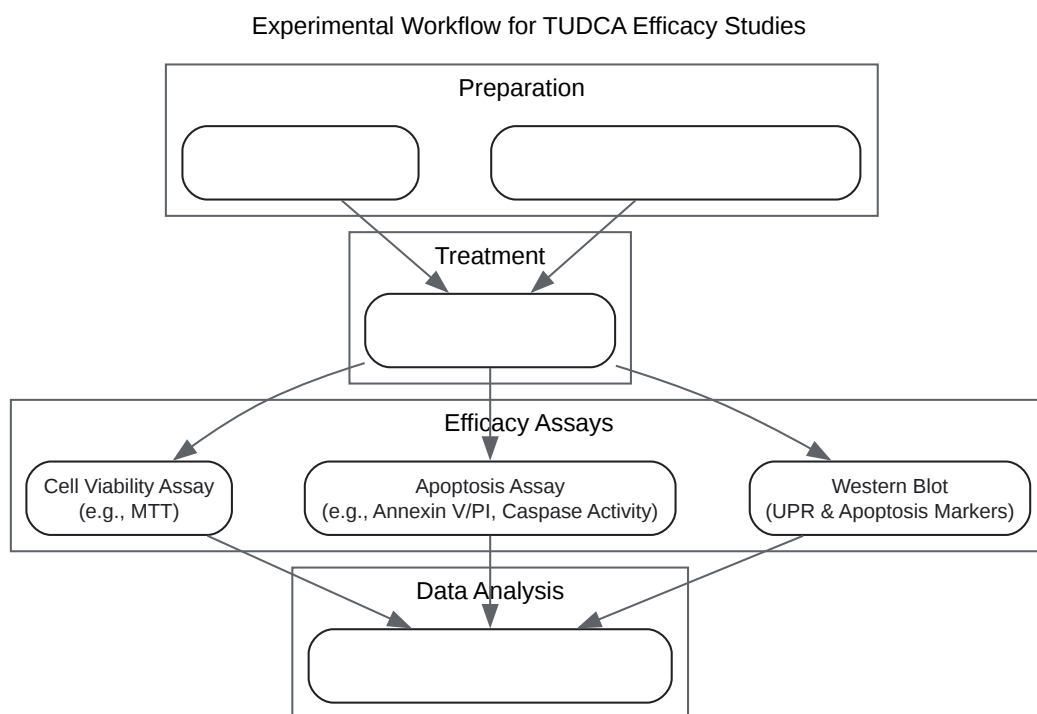 Experimental Workflow for TUDCA Efficacy Studies
Preparation
Treatment
Efficacy Assays
Cell Viability Assay
(e.g., MTT)
Apoptosis Assay
(e.g., Annexin V/PI, Caspase Activity)
Western Blot
(UPR & Apoptosis Markers)
Data Analysis